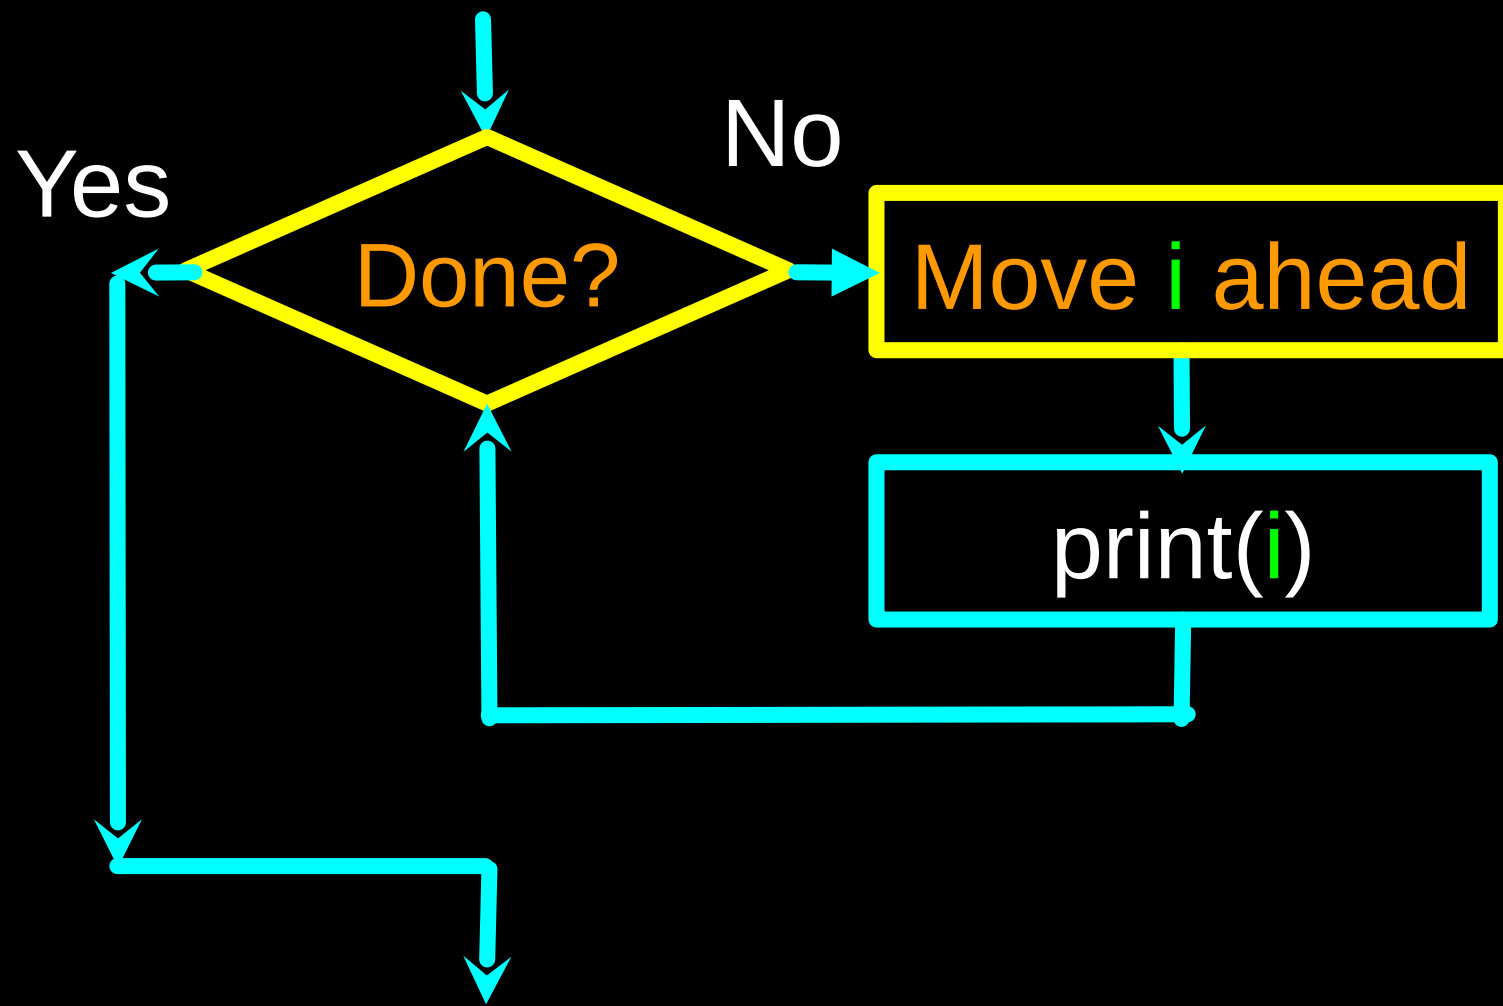 No
Yes
Done?
Move i ahead
print(i)